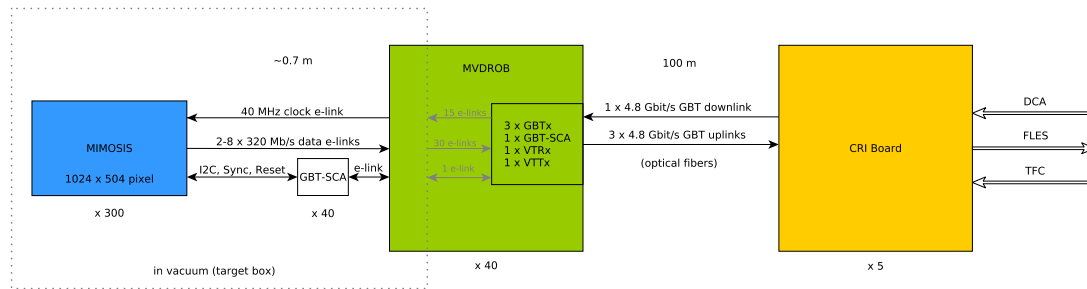 ~0.7 m
MVDROB
100 m
40 MHz clock e-link
15 e-links
1 x 4.8 Gbit/s GBT downlink
DCA
3 x GBTx
1 x GBT-SCA
1 x VTRx
1 x VTTx
MIMOSIS
2-8 x 320 Mb/s data e-links
30 e-links
3 x 4.8 Gbit/s GBT uplinks
CRI Board
FLES
1024 x 504 pixel
I2C, Sync, Reset
GBT-SCA
e-link
1 e-link
(optical fibers)
TFC
x 300
x 40
x 40
x 5
in vacuum (target box)